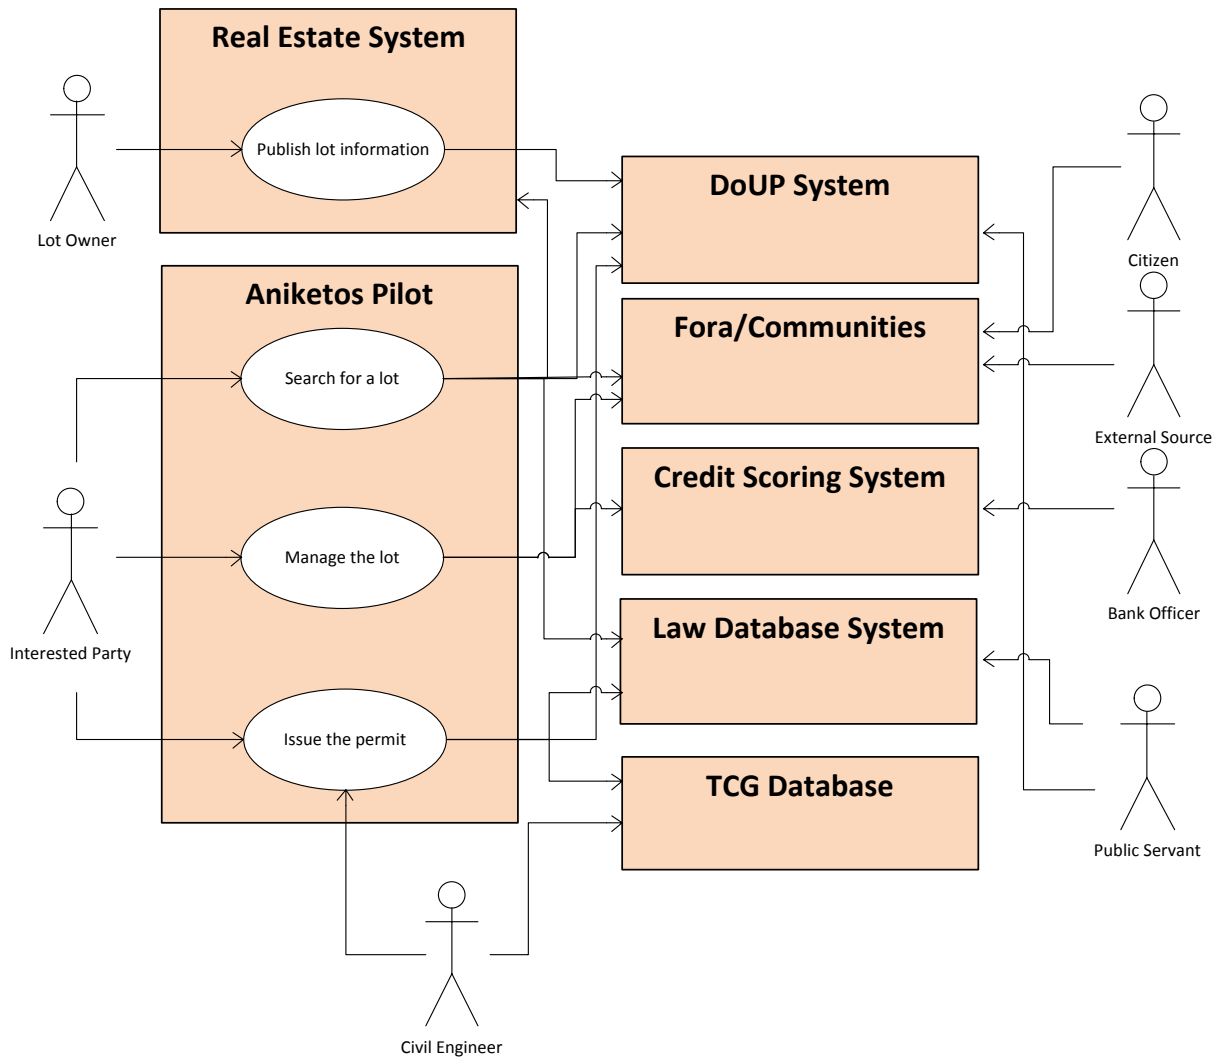 Real Estate System
Publish lot information
Lot Owner
Aniketos Pilot
Search for a lot
Manage the lot
Issue the permit
Interested Party
Civil Engineer
DoUP System
Fora/Communities
Credit Scoring System
Law Database System
TCG Database
Citizen
External Source
Bank Officer
Public Servant